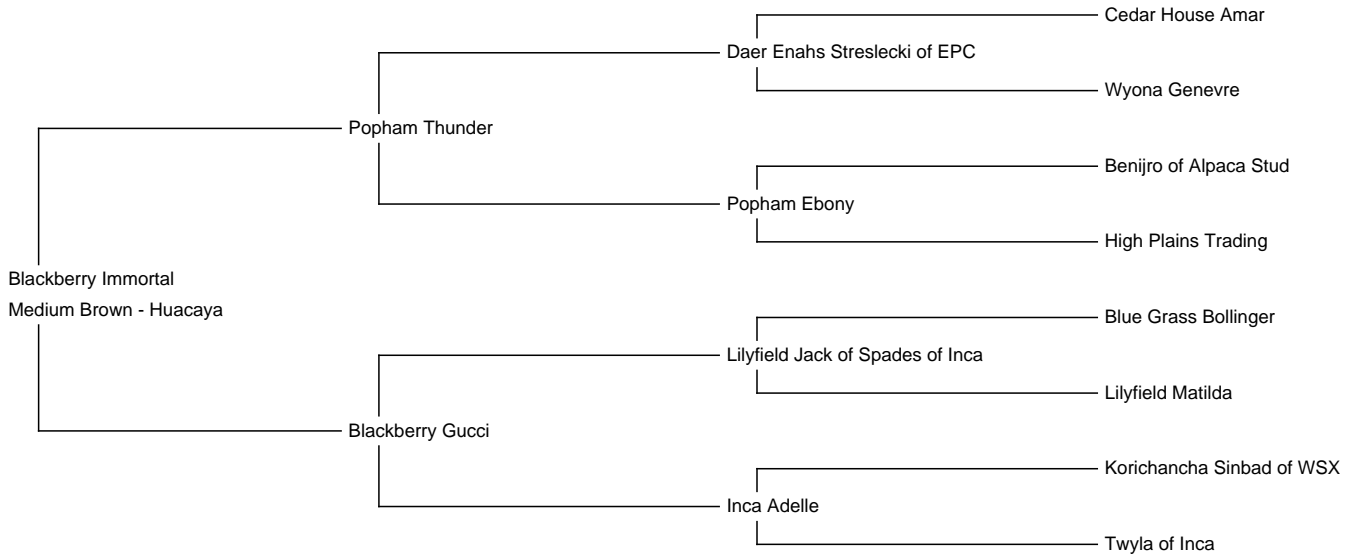 Cedar House Amar
Daer Enahs Streslecki of EPC
Wyona Genevre
Popham Thunder
Benijro of Alpaca Stud
Popham Ebony
High Plains Trading
Blackberry Immortal
Medium Brown - Huacaya
Blue Grass Bollinger
Lilyfield Jack of Spades of Inca
Lilyfield Matilda
Blackberry Gucci
Korichancha Sinbad of WSX
Inca Adelle
Twyla of Inca